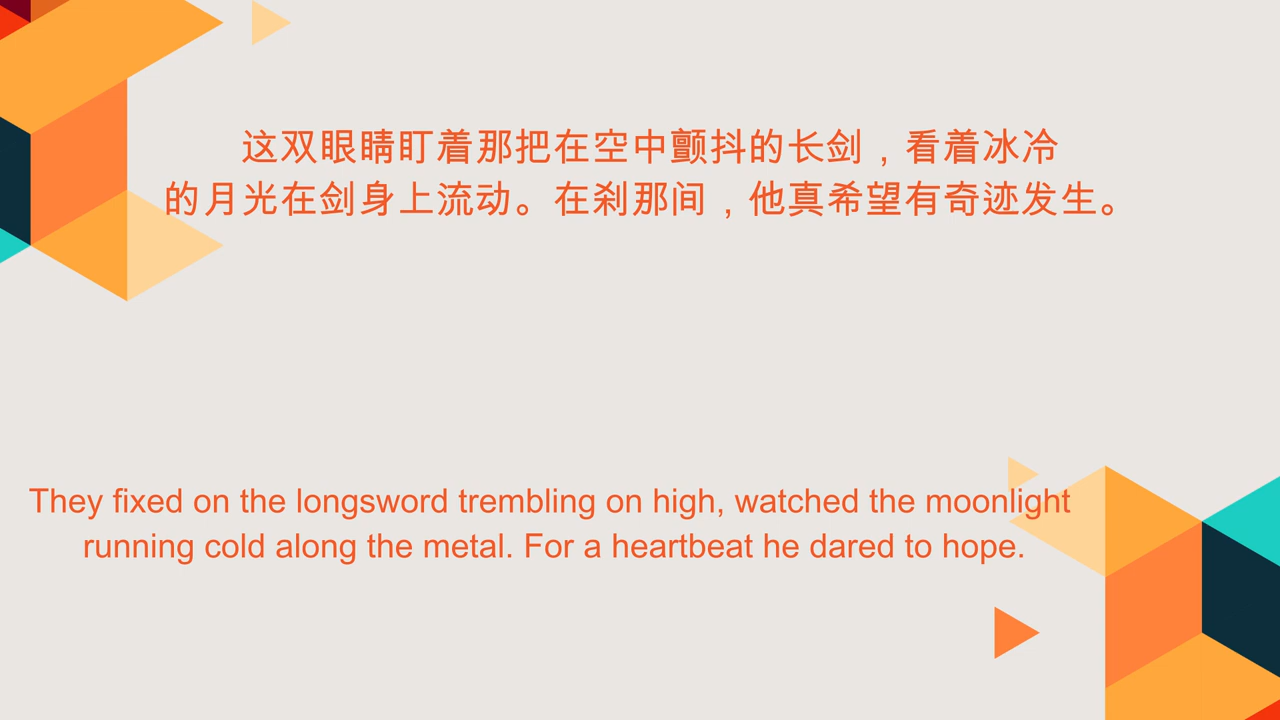 这双眼睛盯着那把在空中颤抖的长剑，看着冰冷
的月光在剑身上流动。在刹那间，他真希望有奇迹发生。
They fixed on the longsword trembling on high, watched the moonlight
running cold along the metal. For a heartbeat he dared to hope.